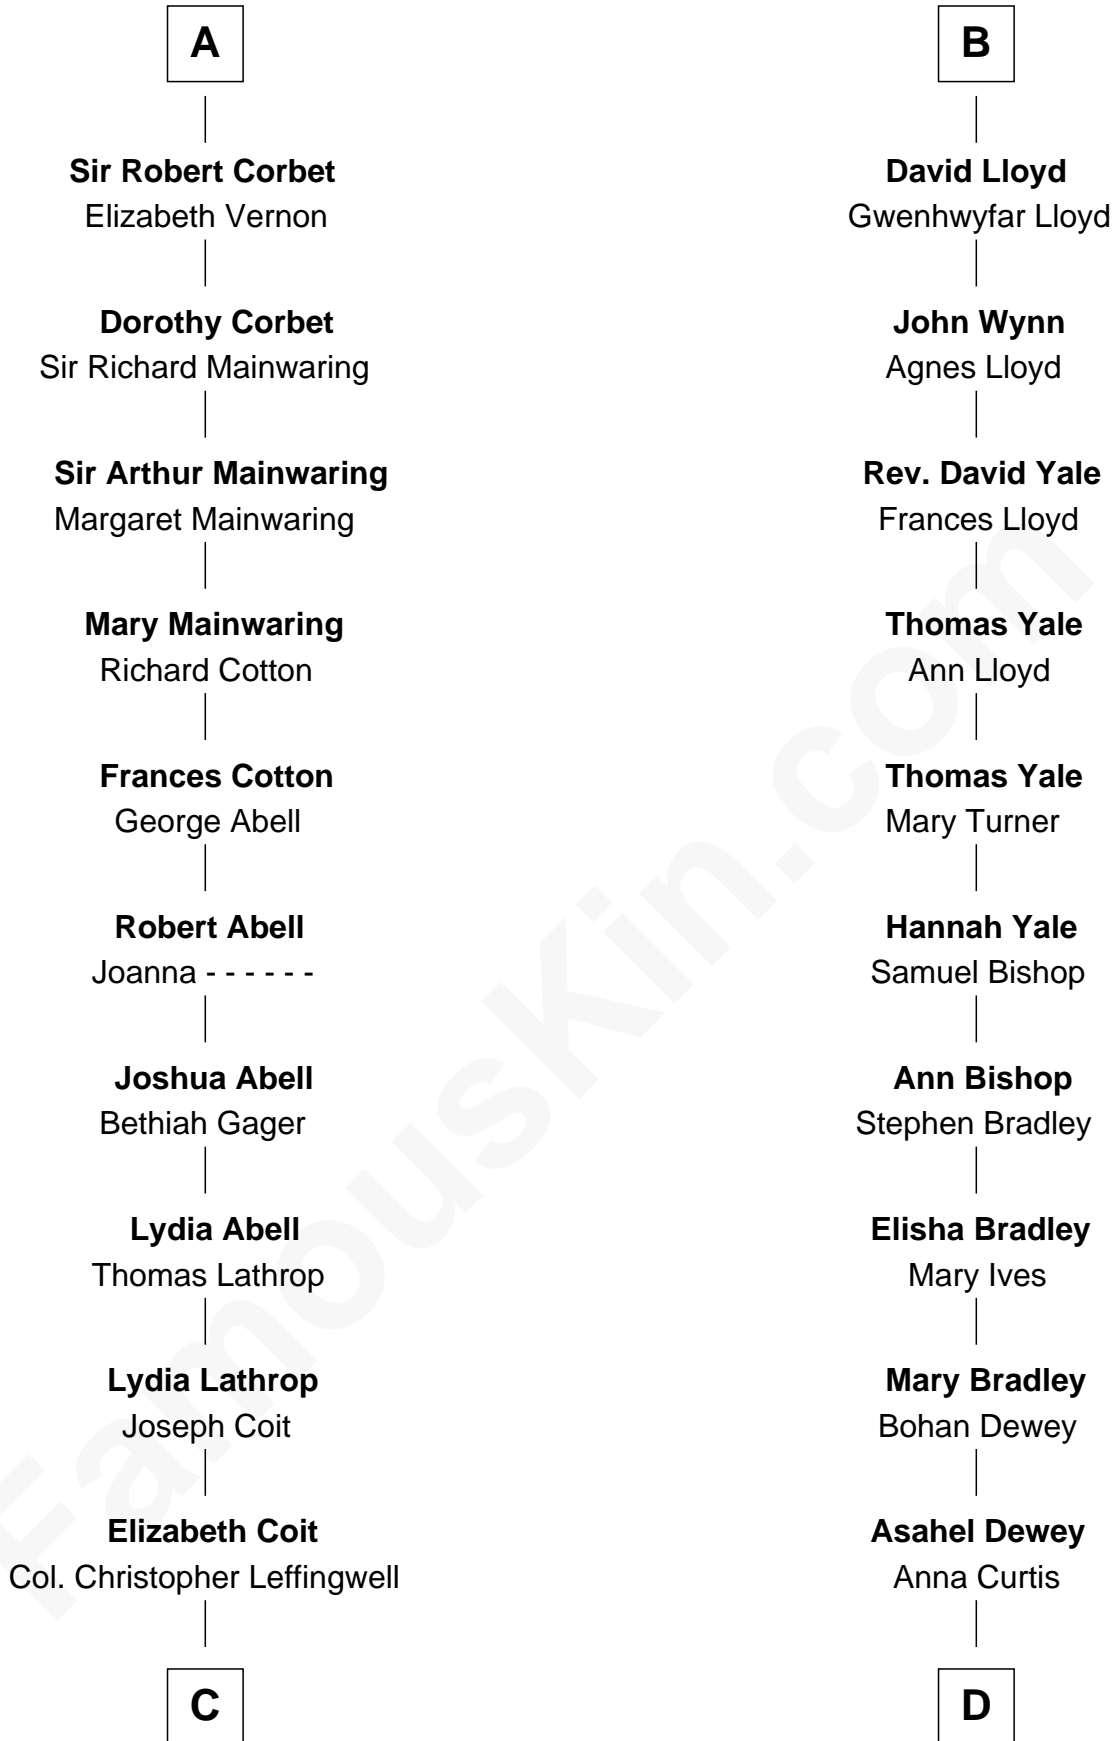 A
Sir Robert Corbet
Elizabeth Vernon
Dorothy Corbet
Sir Richard Mainwaring
Sir Arthur Mainwaring
Margaret Mainwaring
Mary Mainwaring
Richard Cotton
Frances Cotton
George Abell
Robert Abell
Joanna - - - - - -
Joshua Abell
Bethiah Gager
Lydia Abell
Thomas Lathrop
Lydia Lathrop
Joseph Coit
Elizabeth Coit
Col. Christopher Leffingwell
C
B
David Lloyd
Gwenhwyfar Lloyd
John Wynn
Agnes Lloyd
Rev. David Yale
Frances Lloyd
Thomas Yale
Ann Lloyd
Thomas Yale
Mary Turner
Hannah Yale
Samuel Bishop
Ann Bishop
Stephen Bradley
Elisha Bradley
Mary Ives
Mary Bradley
Bohan Dewey
Asahel Dewey
Anna Curtis
D
FamousKin.com